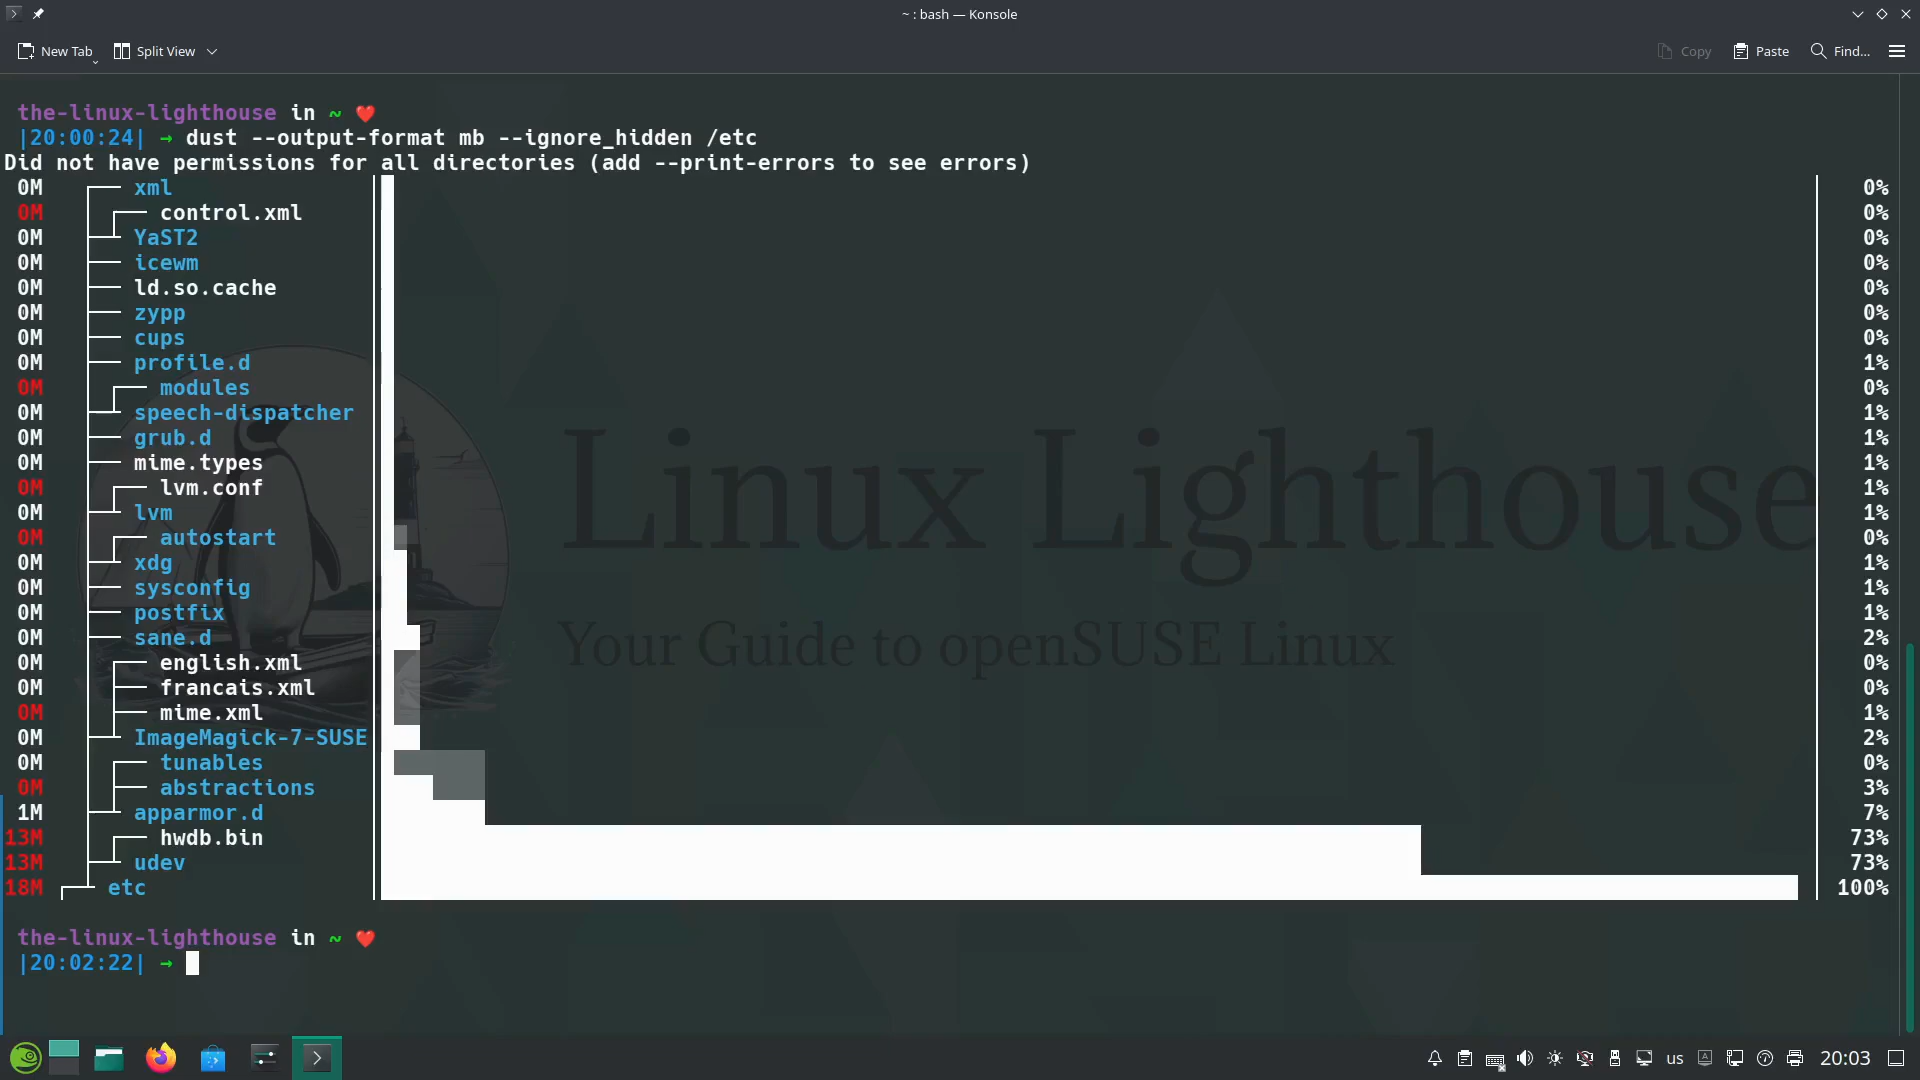 ~ : bash — Konsole
New Tab Split View Copy Paste Find...
the-linux-lighthouse in ~ ❤️
|20:00:24| → dust --output-format mb --ignore_hidden /etc
Did not have permissions for all directories (add --print-errors to see errors)
0M xml 0%
0M control.xml 0%
0M YaST2 0%
0M icewm 0%
0M ld.so.cache 0%
0M zypp 0%
0M cups 0%
0M profile.d 1%
0M modules 0%
0M speech-dispatcher 1%
0M grub.d 1%
0M mime.types 1%
0M lvm.conf 1%
0M lvm 1%
0M autostart 0%
0M xdg 1%
0M sysconfig 1%
0M postfix 1%
0M sane.d 2%
0M english.xml 0%
0M francais.xml 0%
0M mime.xml 1%
0M ImageMagick-7-SUSE 2%
0M tunables 0%
0M abstractions 3%
1M apparmor.d 7%
13M hwdb.bin 73%
13M udev 73%
18M etc 100%
Linux Lighthouse
Your Guide to openSUSE Linux
the-linux-lighthouse in ~ ❤️
|20:02:22| →
us 20:03